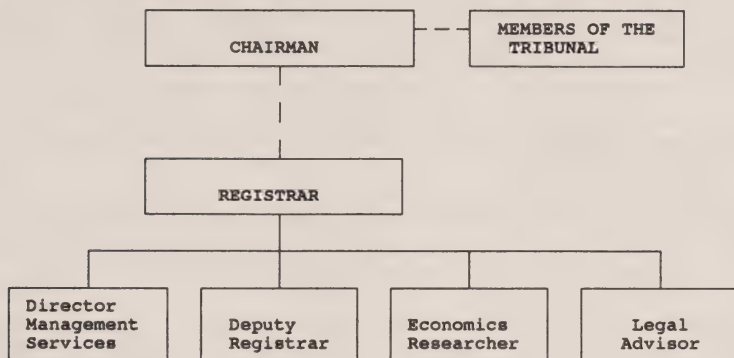 CHAIRMAN
MEMBERS OF THE
TRIBUNAL
REGISTRAR
Director
Management
Services
Deputy
Registrar
Economics
Researcher
Legal
Advisor